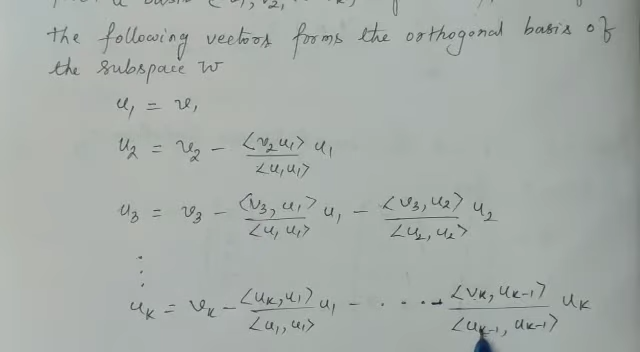 the following vectors forms the orthogonal basis of
the subspace W
u₁ = v₁
u₂ = v₂ - <v₂ u₁> / <u₁ u₁> u₁
u₃ = v₃ - <v₃, u₁> / <u₁ u₁> u₁ - <v₃, u₂> / <u₂, u₂> u₂
⋮
uₖ = vₖ - <uₖ, u₁> / <u₁, u₁> u₁ - . . . . - <vₖ, uₖ₋₁> / <uₖ₋₁, uₖ₋₁> uₖ